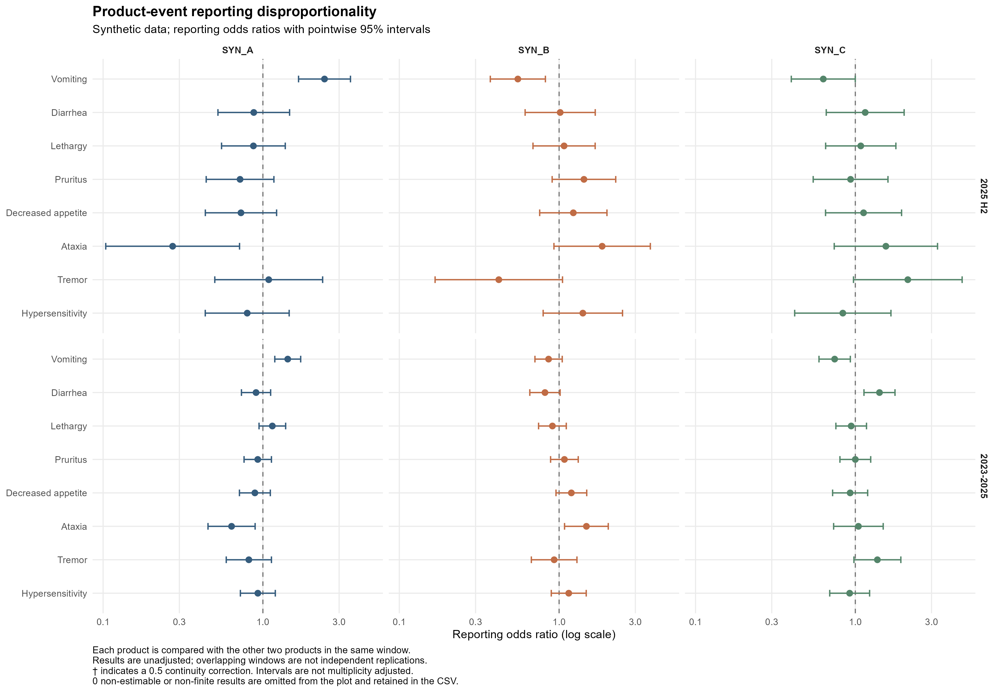 Product-event reporting disproportionality
Synthetic data; reporting odds ratios with pointwise 95% intervals
SYN_A SYN_B SYN_C
Vomiting
Diarrhea
Lethargy
Pruritus
Decreased appetite
Ataxia
Tremor
Hypersensitivity
2025 H2
Vomiting
Diarrhea
Lethargy
Pruritus
Decreased appetite
Ataxia
Tremor
Hypersensitivity
2023-2025
0.1 0.3 1.0 3.0 0.1 0.3 1.0 3.0 0.1 0.3 1.0 3.0
Reporting odds ratio (log scale)
Each product is compared with the other two products in the same window.
Results are unadjusted; overlapping windows are not independent replications.
† indicates a 0.5 continuity correction. Intervals are not multiplicity adjusted.
0 non-estimable or non-finite results are omitted from the plot and retained in the CSV.